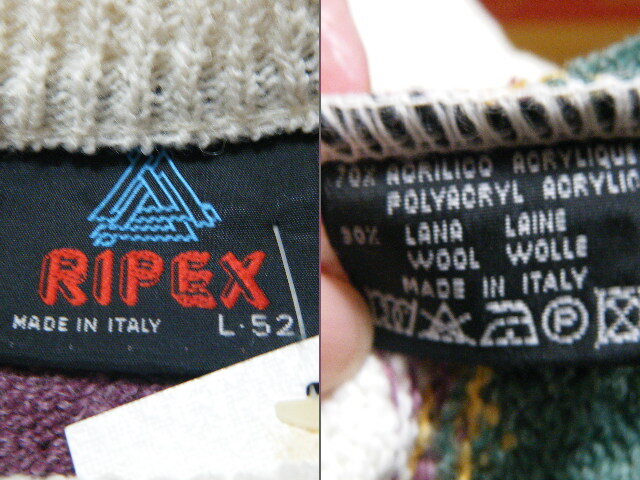 RIPEX
MADE IN ITALY L·52
70% ACRILICO ACRYLIQUE
POLYACRYL ACRYLIC
30% LANA LAINE
WOOL WOLLE
MADE IN ITALY
P